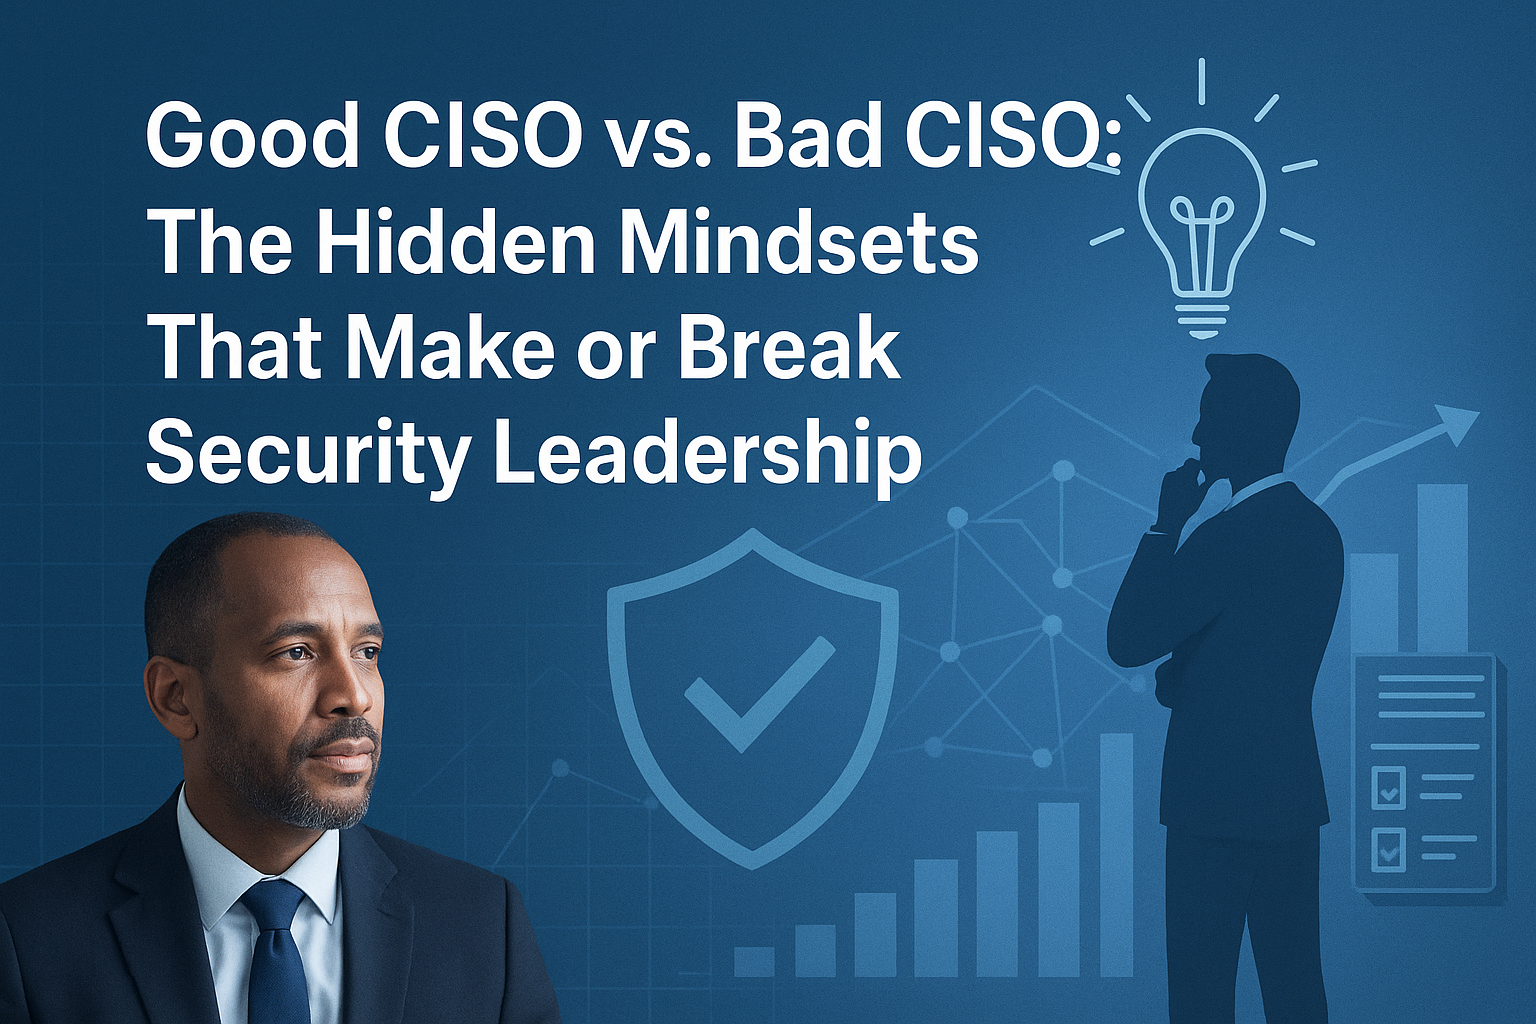 Good CISO vs. Bad CISO:
The Hidden Mindsets
That Make or Break
Security Leadership